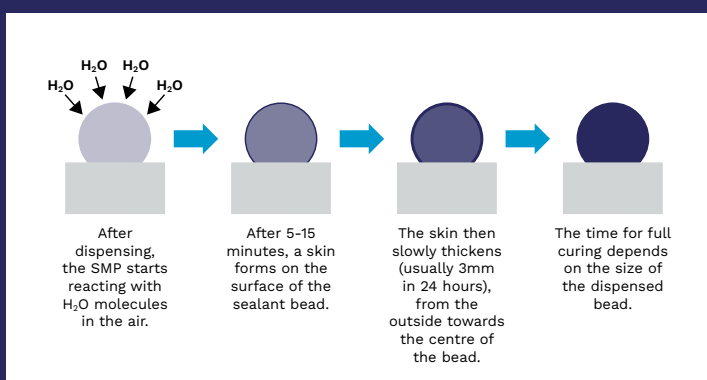 H₂O
H₂O
H₂O
H₂O
After
dispensing,
the SMP starts
reacting with
H₂O molecules
in the air.
After 5-15
minutes, a skin
forms on the
surface of the
sealant bead.
The skin then
slowly thickens
(usually 3mm
in 24 hours),
from the
outside towards
the centre of
the bead.
The time for full
curing depends
on the size of
the dispensed
bead.